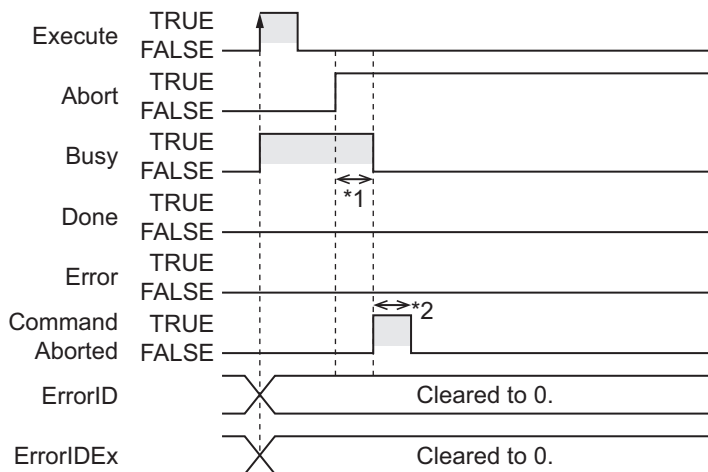 Execute TRUE
FALSE
Abort TRUE
FALSE
Busy TRUE
FALSE
*1
Done TRUE
FALSE
Error TRUE
FALSE
*2
Command TRUE
Aborted FALSE
ErrorID Cleared to 0.
ErrorIDEx Cleared to 0.